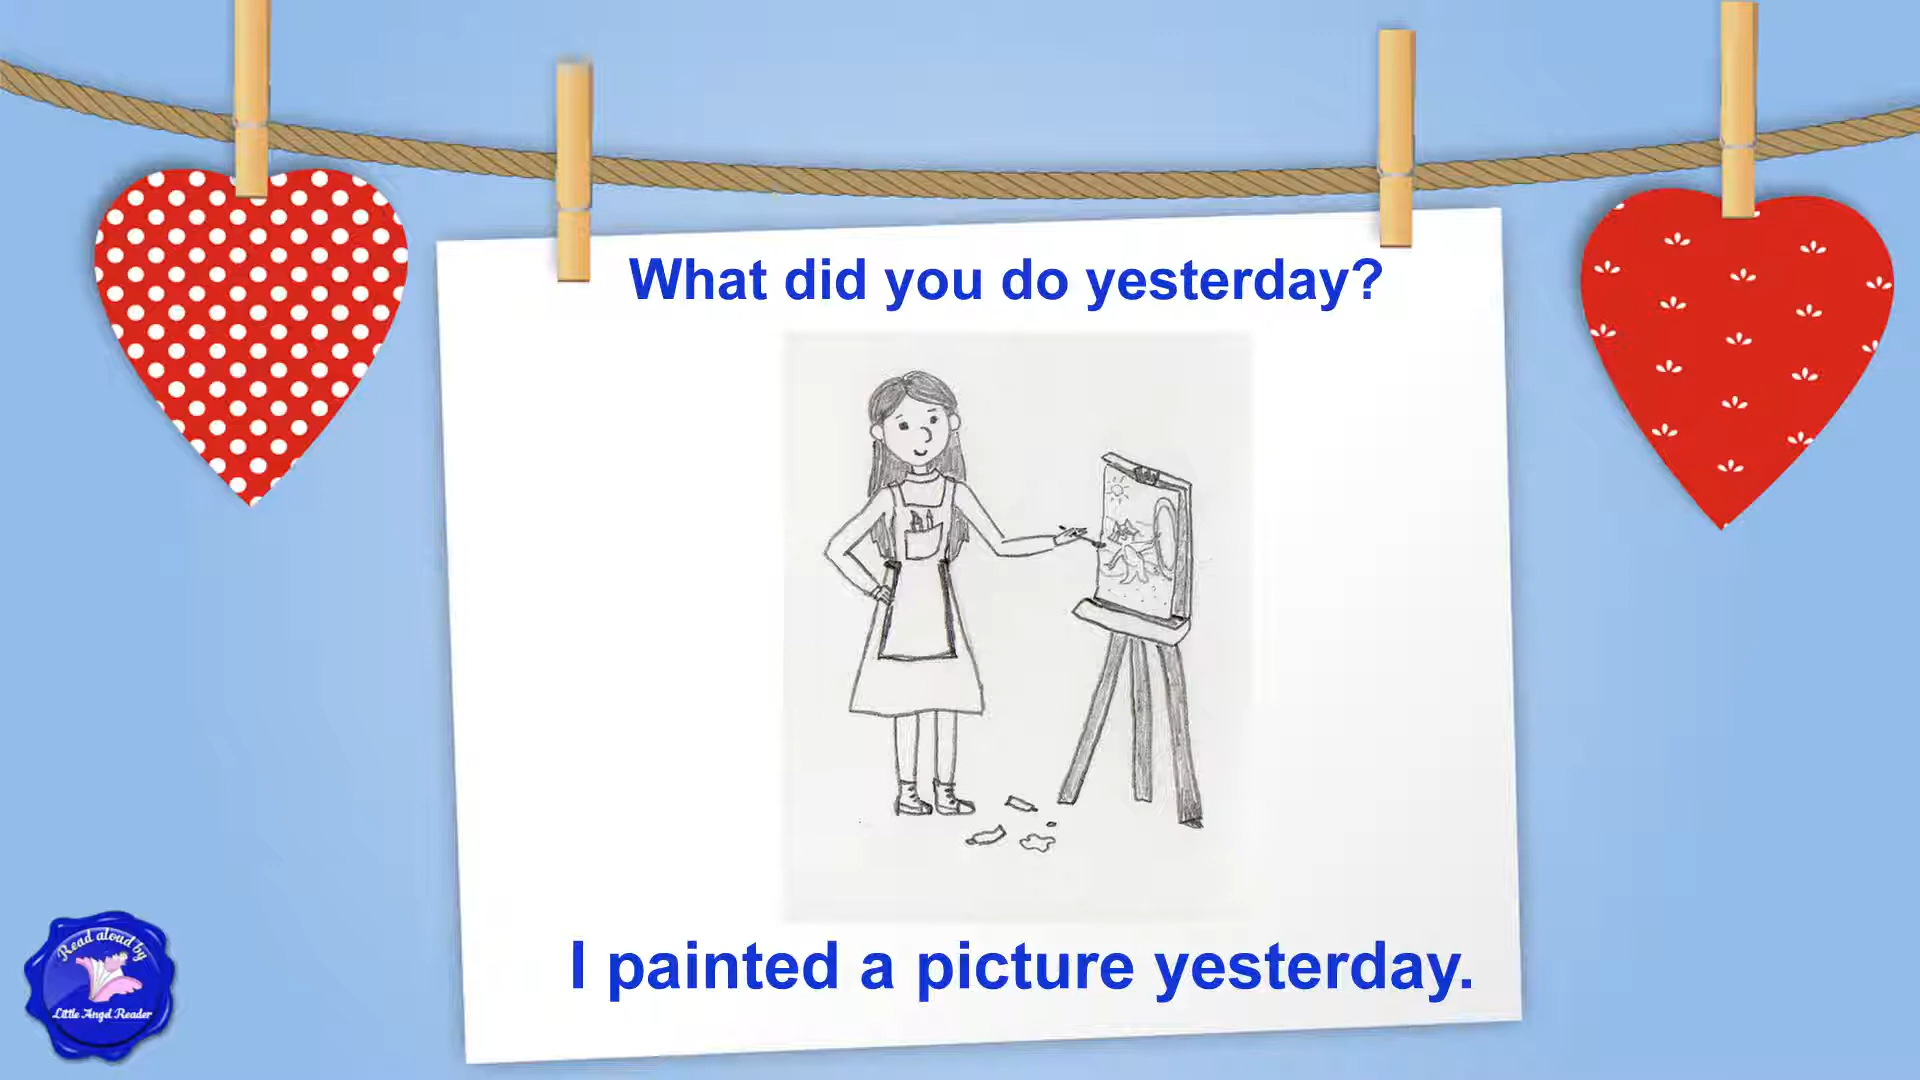 What did you do yesterday?
I painted a picture yesterday.
Read aloud by
Little Angel Reader